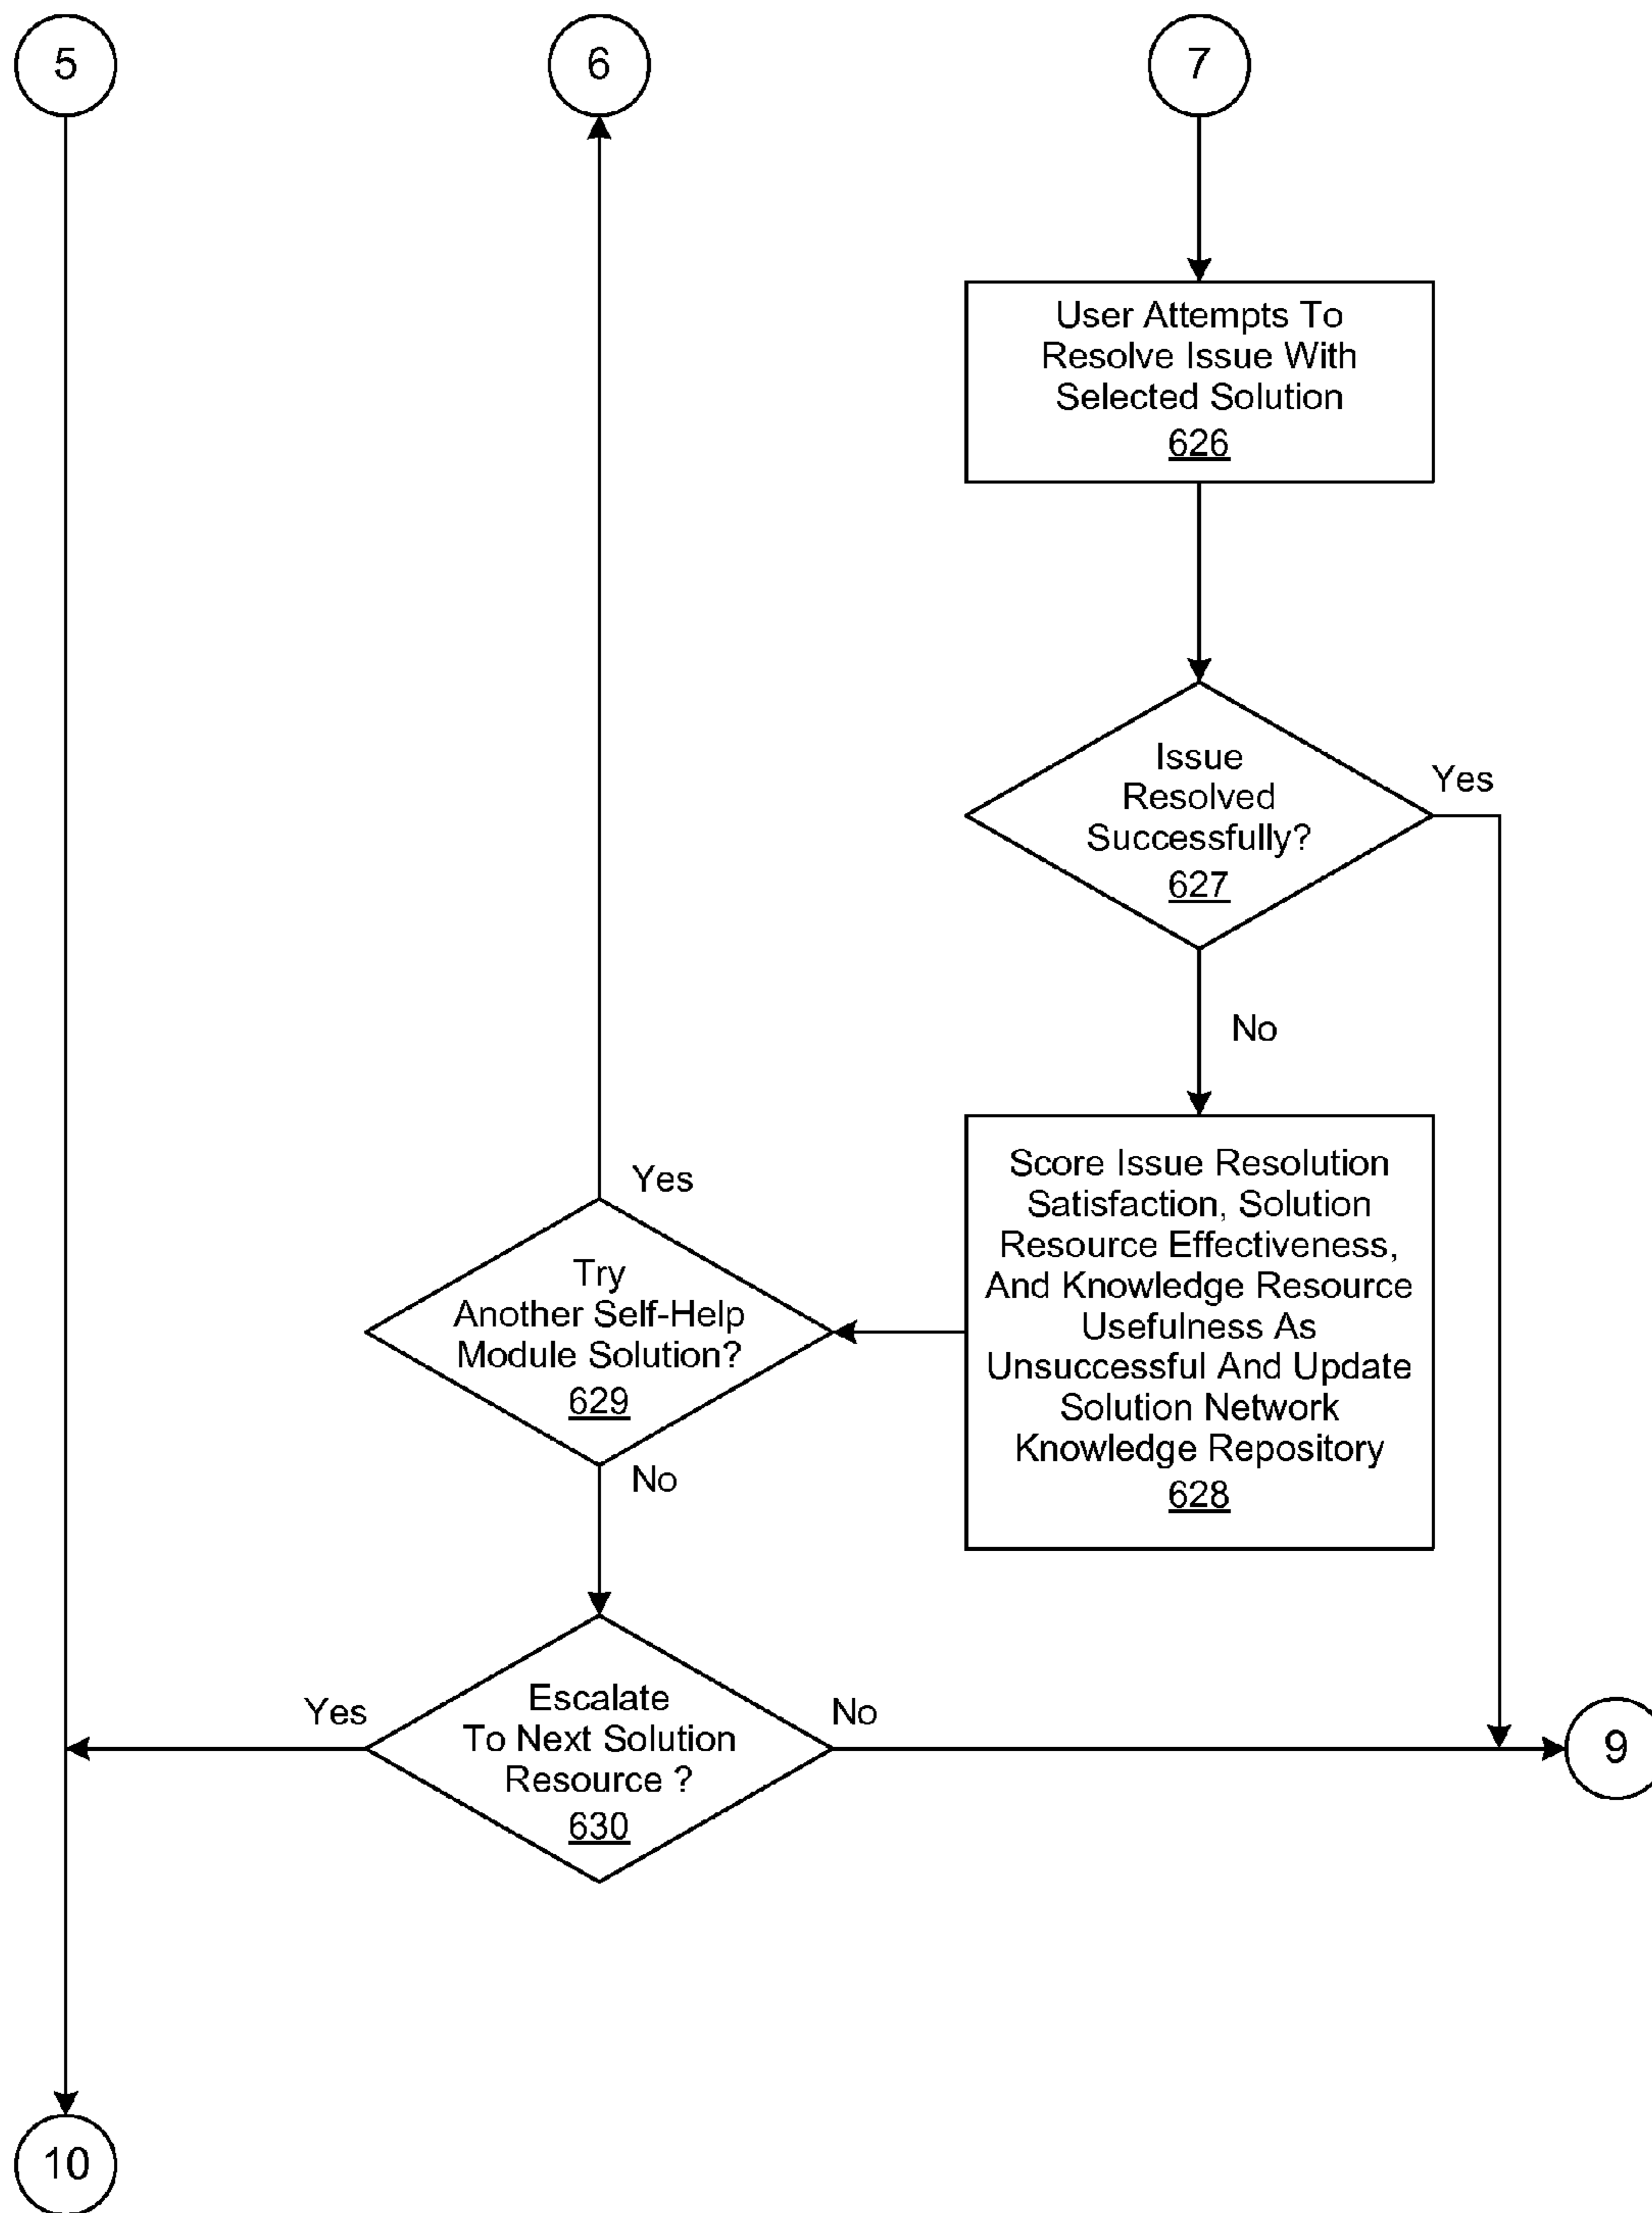 5
6
7
User Attempts To
Resolve Issue With
Selected Solution
626
Issue
Resolved
Successfully?
627
Yes
No
Score Issue Resolution
Satisfaction, Solution
Resource Effectiveness,
And Knowledge Resource
Usefulness As
Unsuccessful And Update
Solution Network
Knowledge Repository
628
Yes
Try
Another Self-Help
Module Solution?
629
No
Yes
Escalate
To Next Solution
Resource ?
630
No
9
10